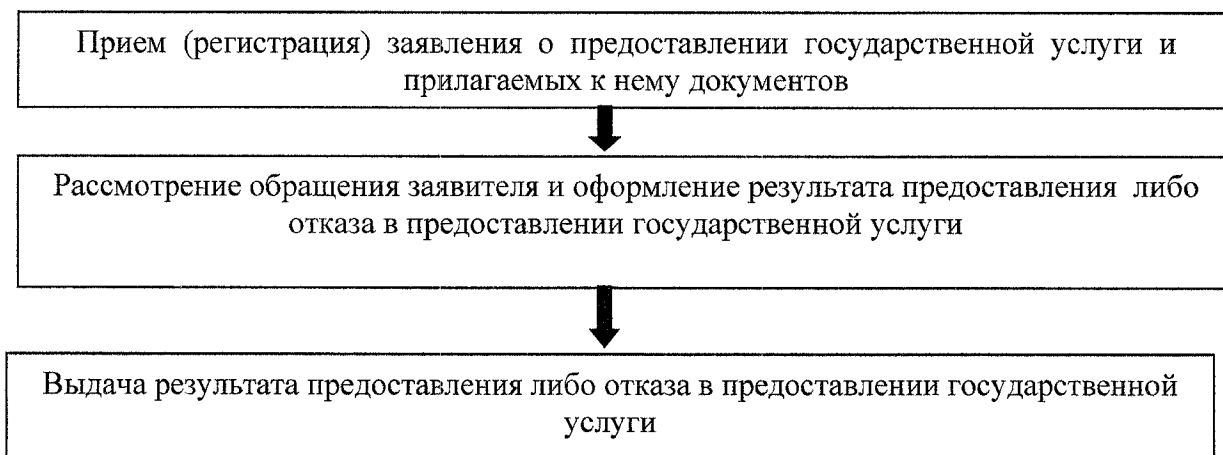 Прием (регистрация) заявления о предоставлении государственной услуги и
прилагаемых к нему документов
Рассмотрение обращения заявителя и оформление результата предоставления либо
отказа в предоставлении государственной услуги
Выдача результата предоставления либо отказа в предоставлении государственной
услуги